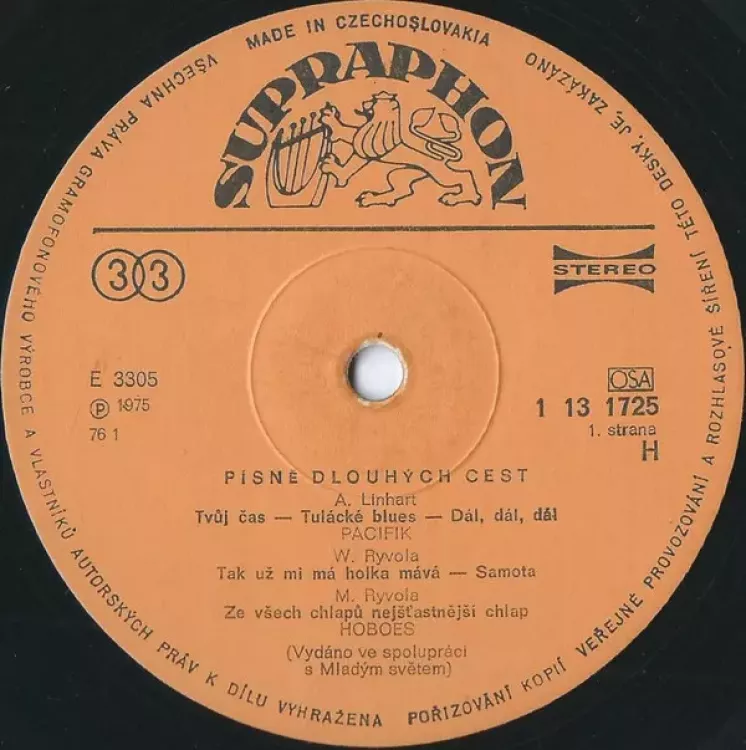 MADE IN CZECHOSLOVAKIA
SUPRAPHON
VŠECHNA PRÁVA GRAMOFONOVÉHO VÝROBCE A VLASTNÍKŮ AUTORSKÝCH PRÁV K DÍLU VYHRAŽENA
POŘIZOVÁNÍ KOPIÍ VEŘEJNÉ PROVOZOVÁNÍ A ROZHLASOVÉ ŠÍŘENÍ TÉTO DESKY, JE, ZAKÁZÁNO
33
STEREO
E 3305
℗ 1975
76 1
OSA
1 13 1725
1. strana
H
PÍSNĚ DLOUHÝCH CEST
A. Linhart
Tvůj čas — Tulácké blues — Dál, dál, dál
PACIFIK
W. Ryvola
Tak už mi má holka mává — Samota
M. Ryvola
Ze všech chlapů nejšťastnější chlap
HOBOES
(Vydáno ve spolupráci
s Mladým světem)